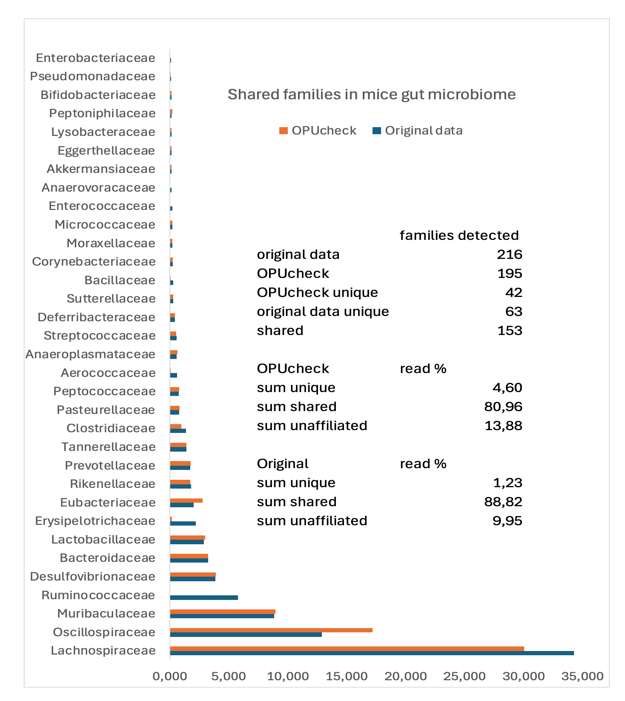 Shared families in mice gut microbiome
OPUcheck Original data
Enterobacteriaceae
Pseudomonadaceae
Bifidobacteriaceae
Peptoniphilaceae
Lysobacteraceae
Eggerthellaceae
Akkermansiaceae
Anaerovoracaceae
Enterococcaceae
Micrococcaceae
Moraxellaceae
Corynebacteriaceae
Bacillaceae
Sutterellaceae
Deferribacteraceae
Streptococcaceae
Anaeroplasmataceae
Aerococcaceae
Peptococcaceae
Pasteurellaceae
Clostridiaceae
Tannerellaceae
Prevotellaceae
Rikenellaceae
Eubacteriaceae
Erysipelotrichaceae
Lactobacillaceae
Bacteroidaceae
Desulfovibrionaceae
Ruminococcaceae
Muribaculaceae
Oscillospiraceae
Lachnospiraceae
families detected
original data 216
OPUcheck 195
OPUcheck unique 42
original data unique 63
shared 153
OPUcheck read %
sum unique 4,60
sum shared 80,96
sum unaffiliated 13,88
Original read %
sum unique 1,23
sum shared 88,82
sum unaffiliated 9,95
0,000 5,000 10,000 15,000 20,000 25,000 30,000 35,000